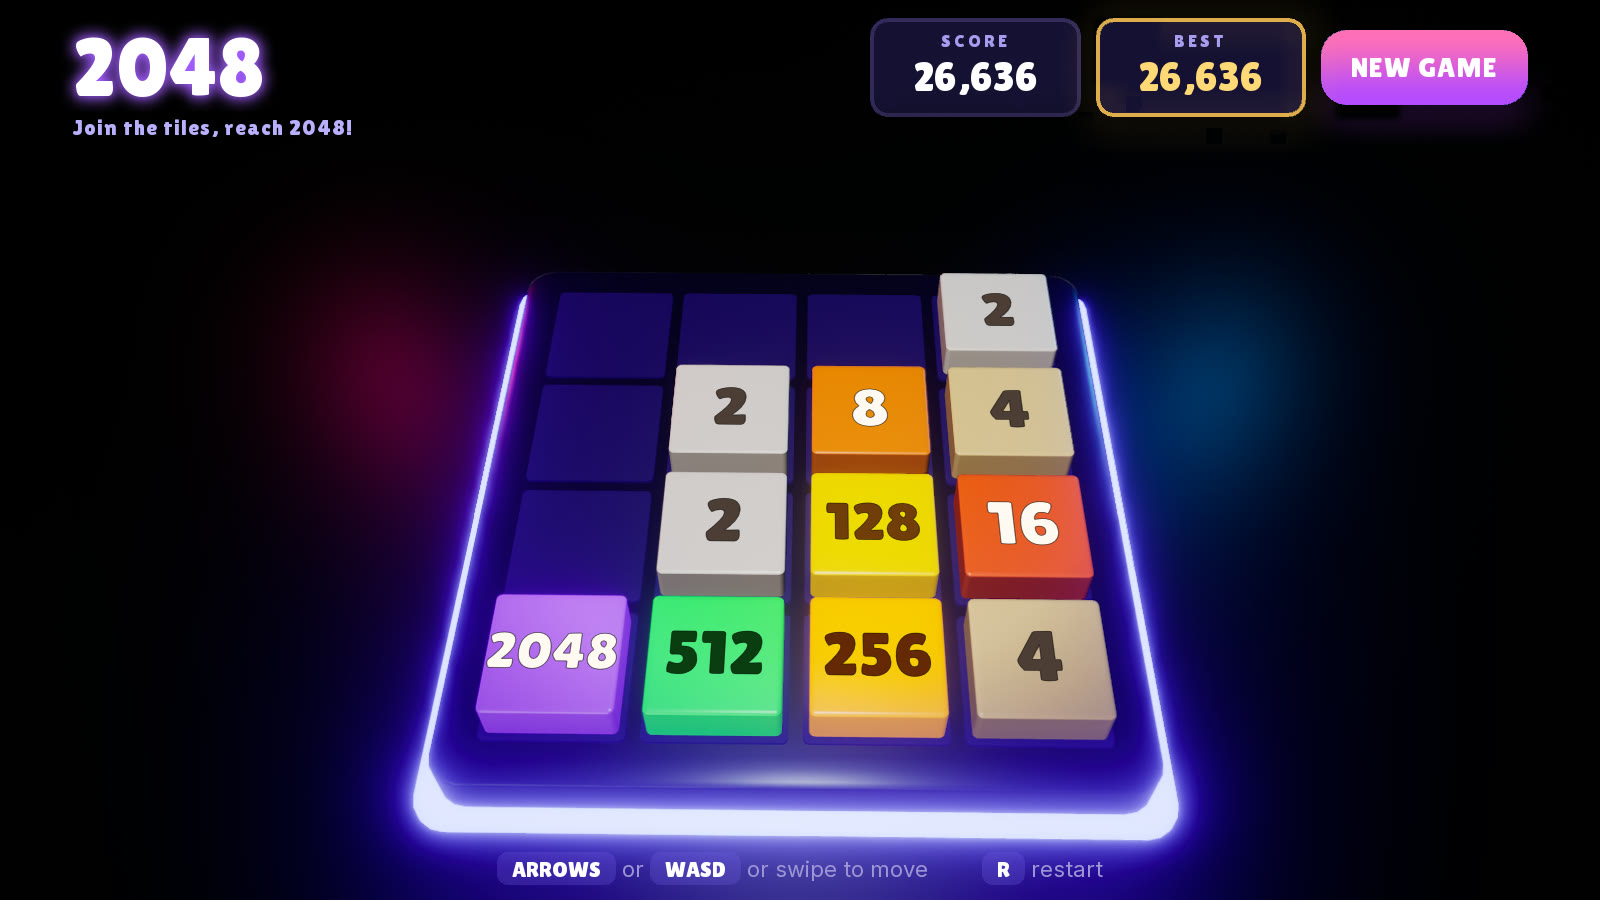 2048
Join the tiles, reach 2048!
SCORE
26,636
BEST
26,636
NEW GAME
2
2 8 4
2 128 16
2048 512 256 4
ARROWS or WASD or swipe to move R restart